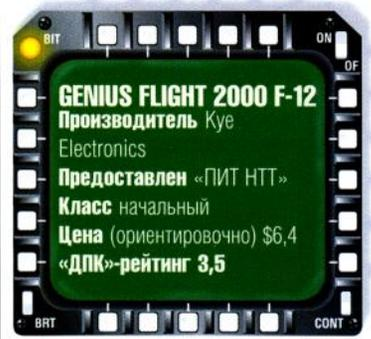 BIT
ON
OF
GENIUS FLIGHT 2000 F-12
Производитель Kye
Electronics
Предоставлен «ПИТ НТТ»
Класс начальный
Цена (ориентировочно) $6,4
«ДПК»-рейтинг 3,5
BRT
CONT